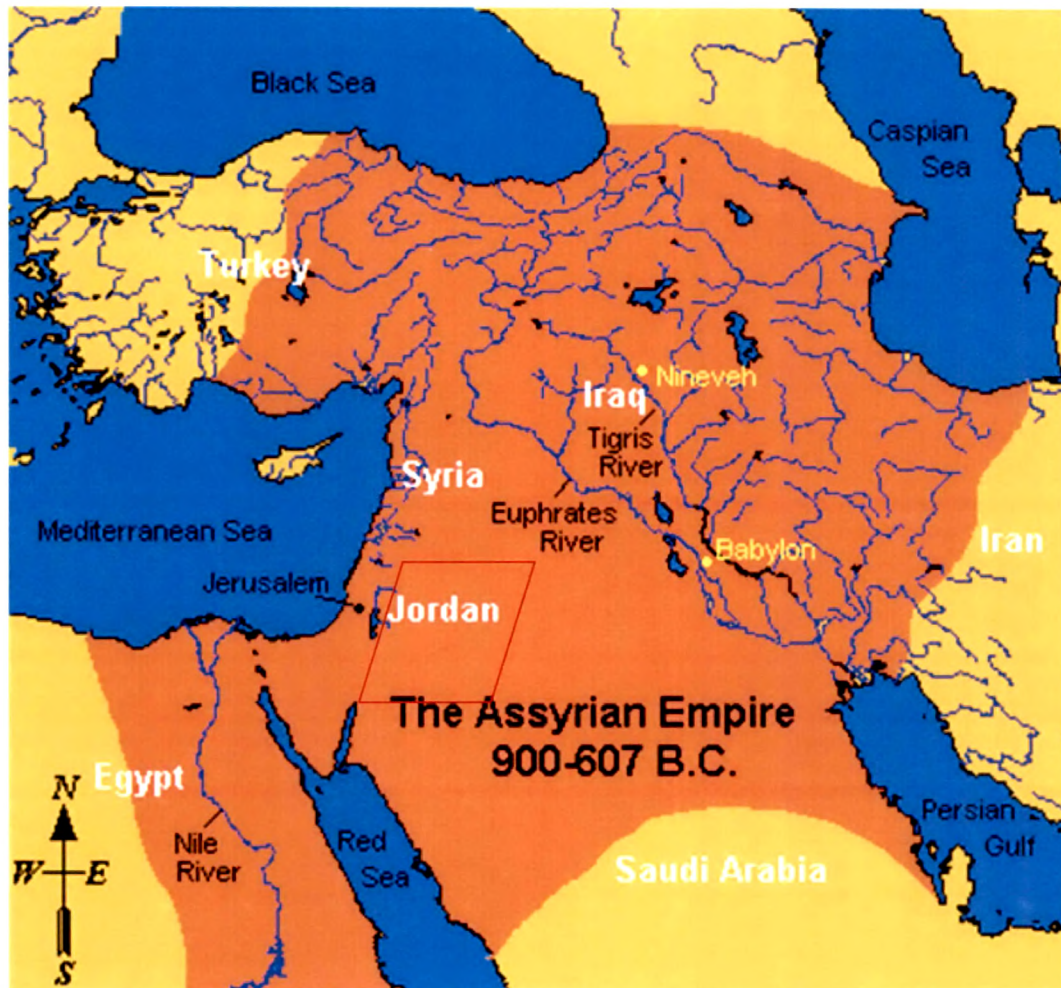 Black Sea
Caspian
Sea
Turkey
Nineveh
Iraq
Tigris
River
Syria
Euphrates
River
Mediterranean Sea
Iran
Babylon
Jerusalem
Jordan
The Assyrian Empire
900-607 B.C.
Egypt
N
W
E
S
Nile
River
Red
Sea
Saudi Arabia
Persian
Gulf